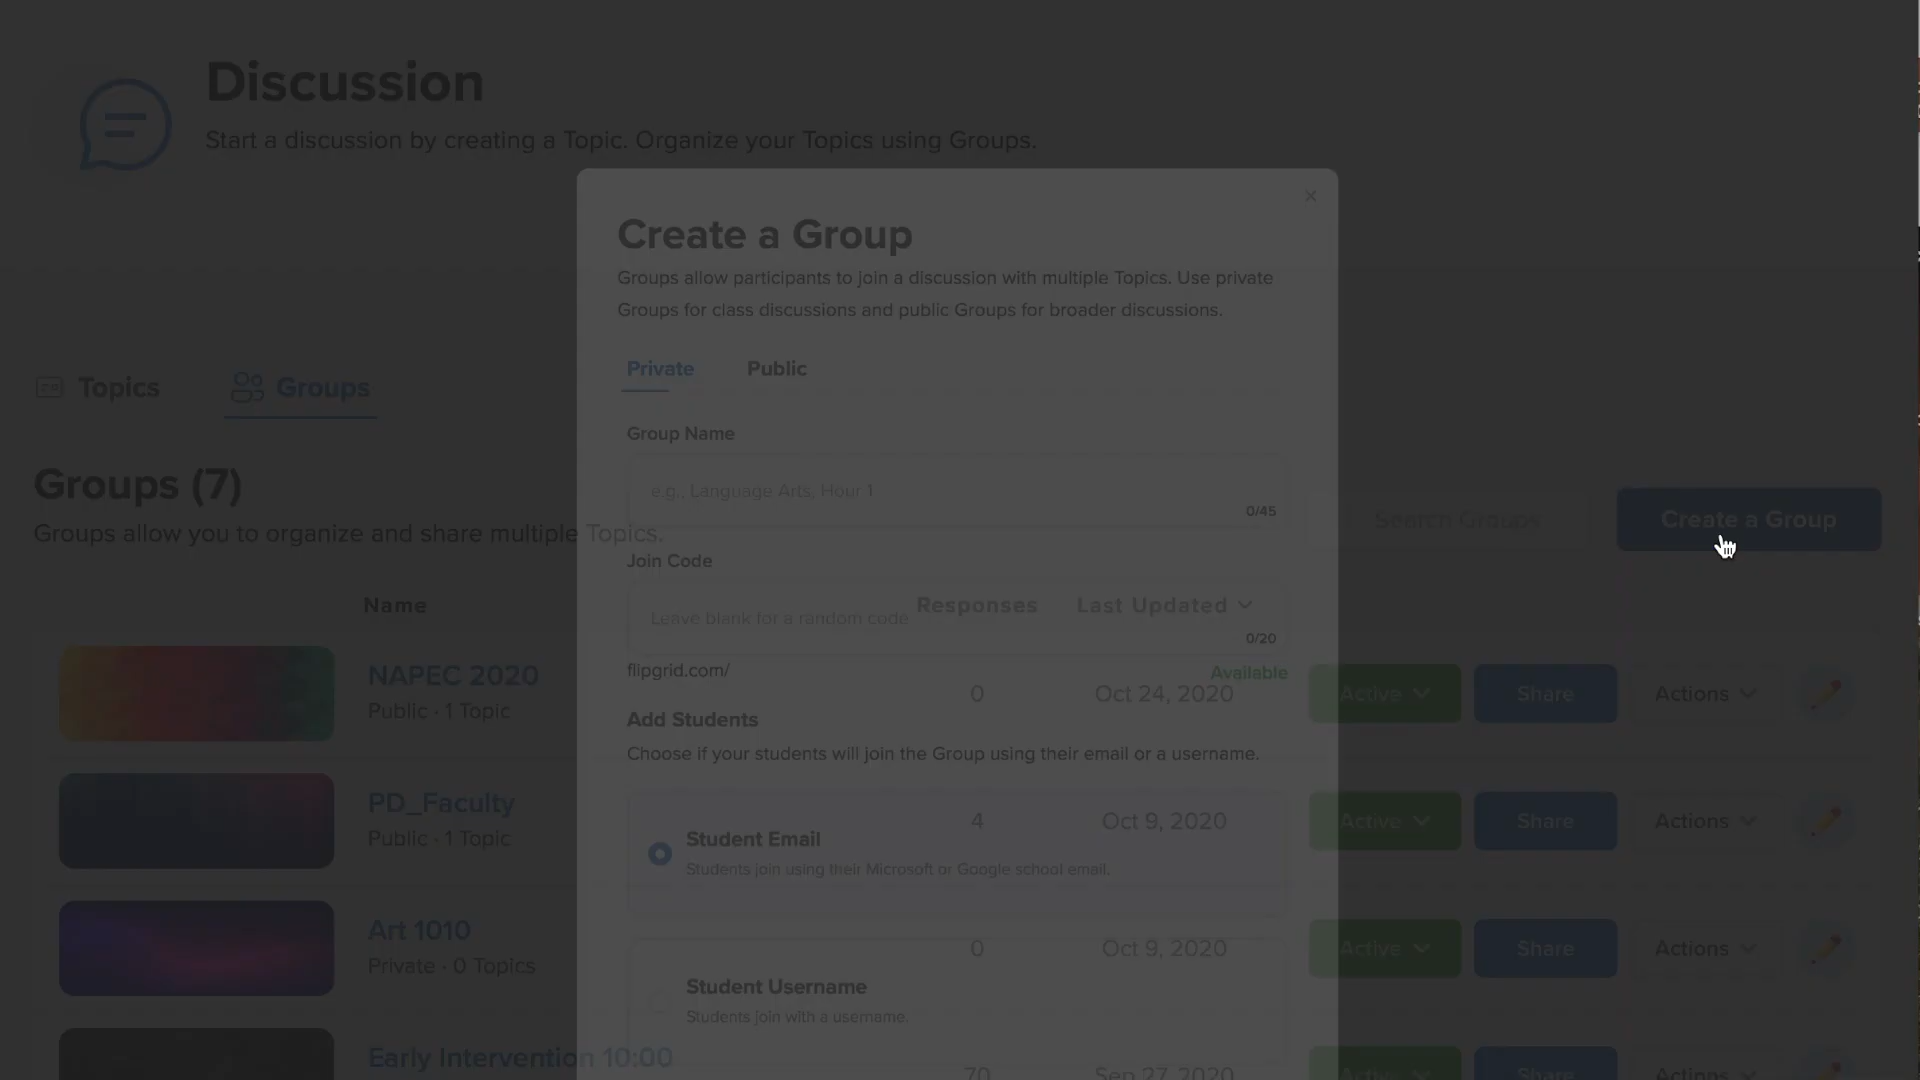 Discussion
Start a discussion by creating a Topic. Organize your Topics using Groups.
×
Create a Group
Groups allow participants to join a discussion with multiple Topics. Use private
Groups for class discussions and public Groups for broader discussions.
Private Public
Topics Groups
Group Name
e.g., Language Arts, Hour 1
0/45
Groups (7)
Groups allow you to organize and share multiple Topics.
Search Groups Create a Group
Join Code
Leave blank for a random code
0/20
Name Responses Last Updated
flipgrid.com/ Available
NAPEC 2020
Public · 1 Topic
0 Oct 24, 2020 Active Share Actions
Add Students
Choose if your students will join the Group using their email or a username.
PD_Faculty
Public · 1 Topic
4 Oct 9, 2020 Active Share Actions
Student Email
Students join using their Microsoft or Google school email.
Art 1010
Private · 0 Topics
0 Oct 9, 2020 Active Share Actions
Student Username
Students join with a username.
Early Intervention 10:00
70 Sep 27, 2020 Active Share Actions